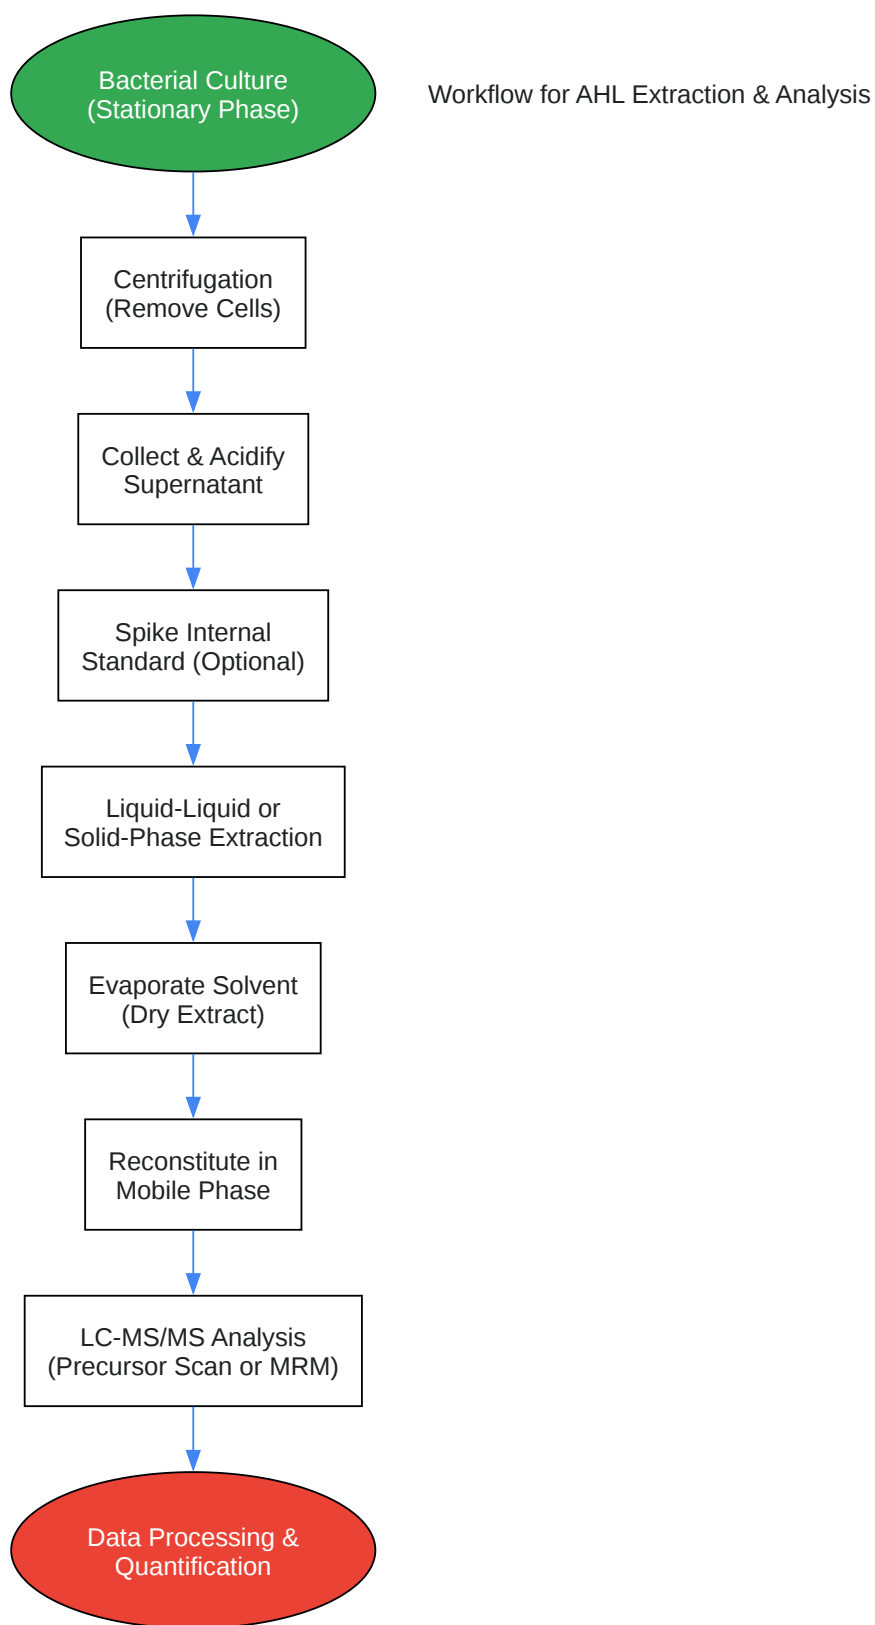 Bacterial Culture
(Stationary Phase)
Workflow for AHL Extraction & Analysis
Centrifugation
(Remove Cells)
Collect & Acidify
Supernatant
Spike Internal
Standard (Optional)
Liquid-Liquid or
Solid-Phase Extraction
Evaporate Solvent
(Dry Extract)
Reconstitute in
Mobile Phase
LC-MS/MS Analysis
(Precursor Scan or MRM)
Data Processing &
Quantification